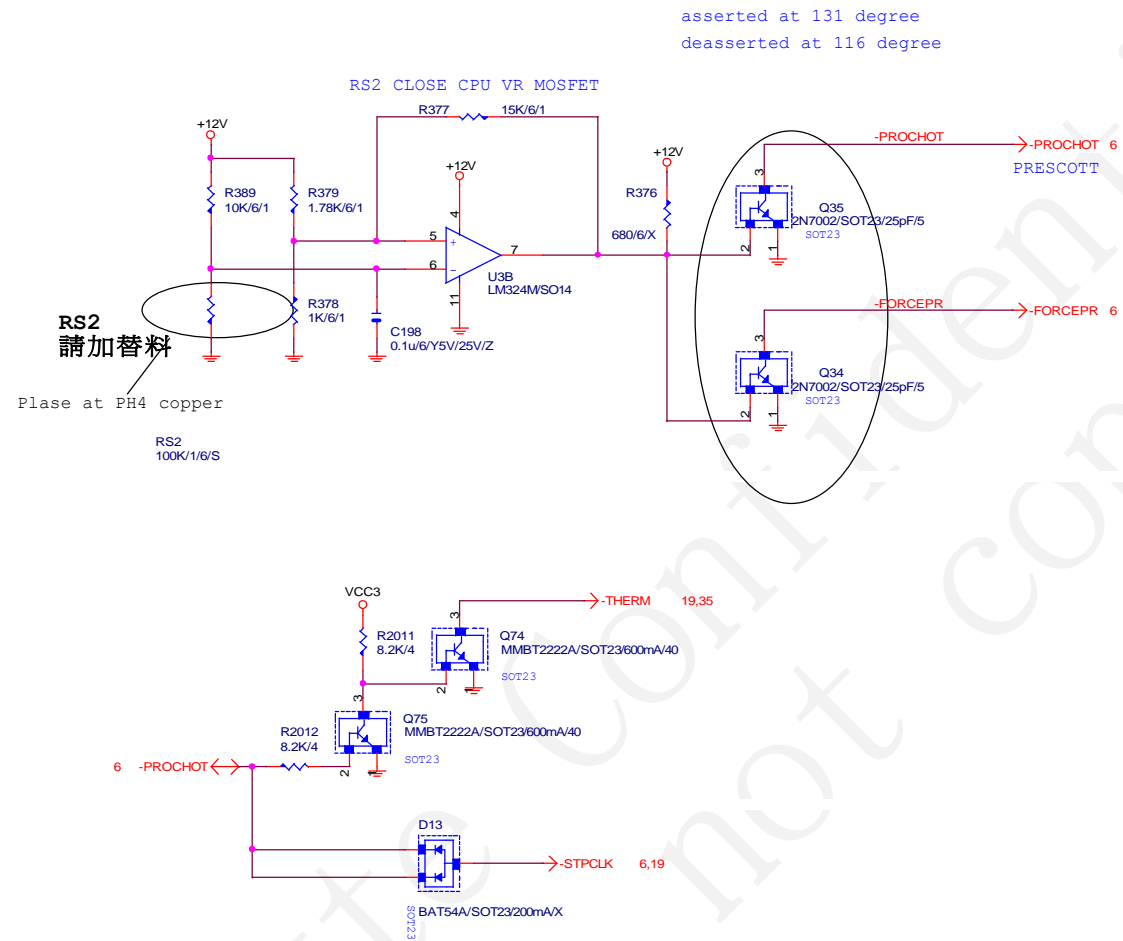 asserted at 131 degree
deasserted at 116 degree
RS2 CLOSE CPU VR MOSFET
R377
15K/6/1
+12V
R389
10K/6/1
R379
1.78K/6/1
+12V
4
5
+
6
-
7
11
U3B
LM324M/SO14
+12V
R376
680/6/X
-PROCHOT
-PROCHOT 6
PRESCOTT
3
Q35
2N7002/SOT23/25pF/5
SOT23
2
1
RS2
請加替料
R378
1K/6/1
C198
0.1u/6/Y5V/25V/Z
-FORCEPR
-FORCEPR 6
3
Q34
2N7002/SOT23/25pF/5
SOT23
2
1
Plase at PH4 copper
RS2
100K/1/6/S
VCC3
R2011
8.2K/4
3
Q74
MMBT2222A/SOT23/600mA/40
SOT23
2
1
-THERM 19,35
3
Q75
MMBT2222A/SOT23/600mA/40
SOT23
2
1
R2012
8.2K/4
6 -PROCHOT
D13
-STPCLK 6,19
SOT23
BAT54A/SOT23/200mA/X
Confident
not